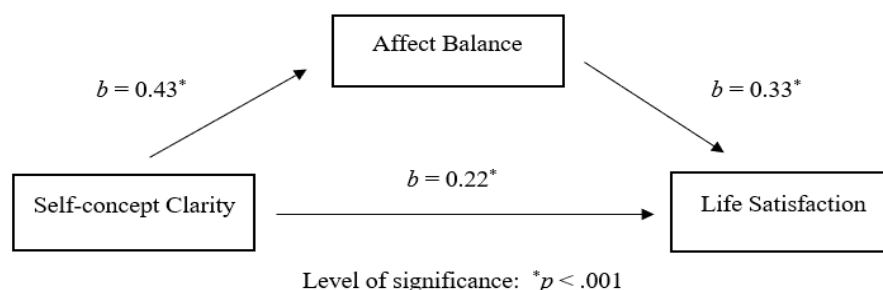 Affect Balance
b = 0.43*
b = 0.33*
b = 0.22*
Self-concept Clarity
Life Satisfaction
Level of significance: *p < .001